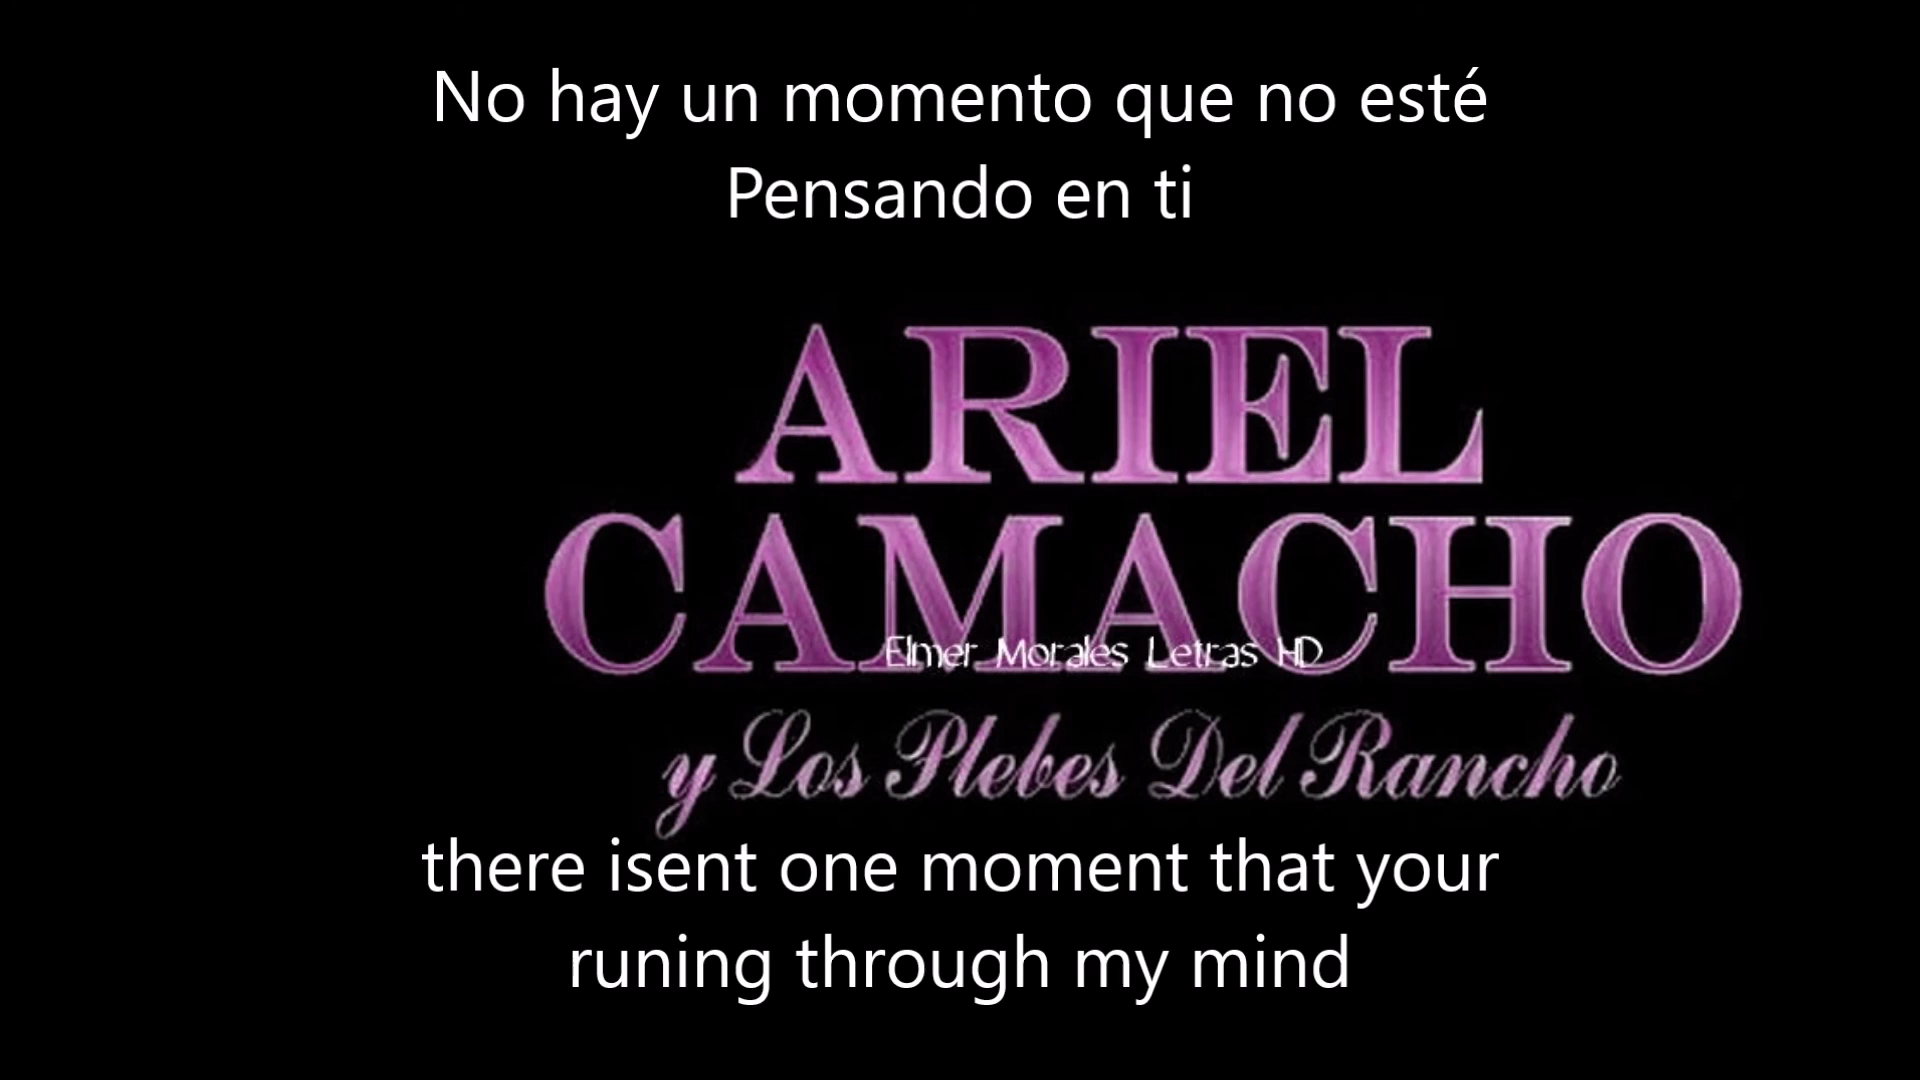 No hay un momento que no esté
Pensando en ti
ARIEL
CAMACHO
Elmer Morales Letras HD
y Los Plebes Del Rancho
there isent one moment that your
runing through my mind